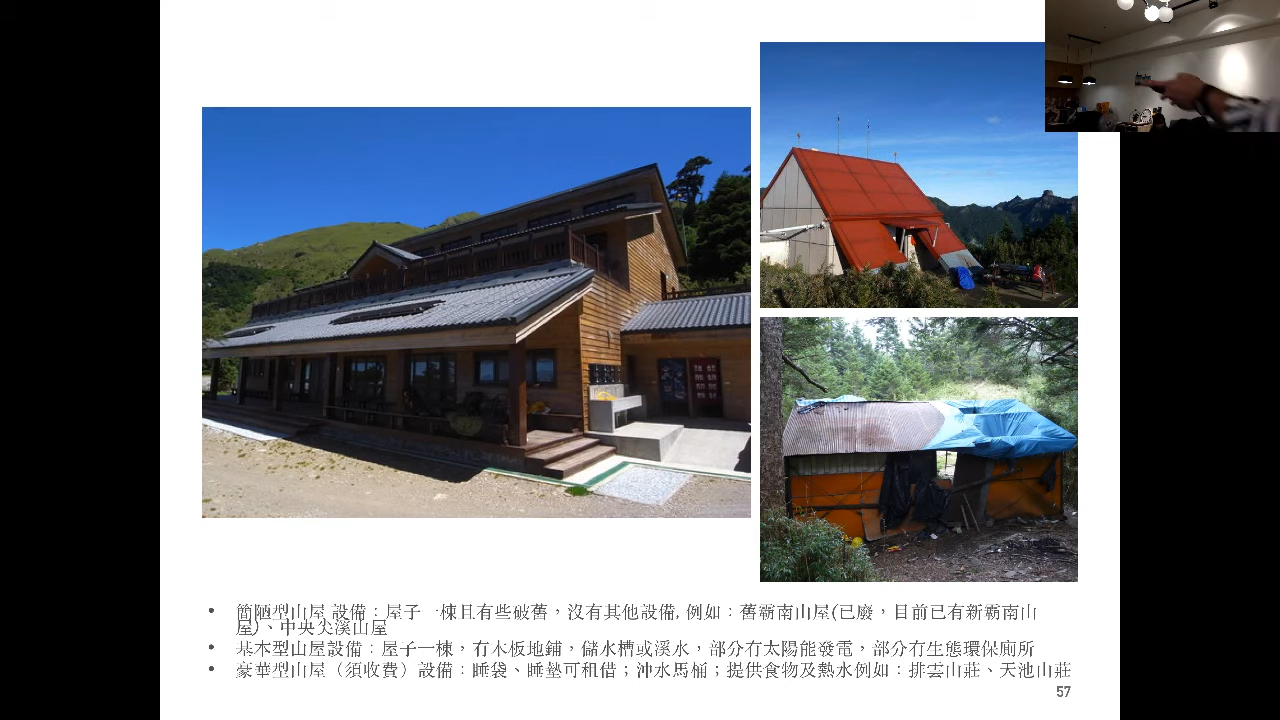 • 簡陋型山屋 設備：屋子一棟且有些破舊，沒有其他設備, 例如：舊霸南山屋(已廢，目前已有新霸南山
屋)、中央尖溪山屋
• 基本型山屋設備：屋子一棟，有木板地鋪，儲水槽或溪水，部分有太陽能發電，部分有生態環保廁所
• 豪華型山屋（須收費）設備：睡袋、睡墊可租借；沖水馬桶；提供食物及熱水例如：排雲山莊、天池山莊
57